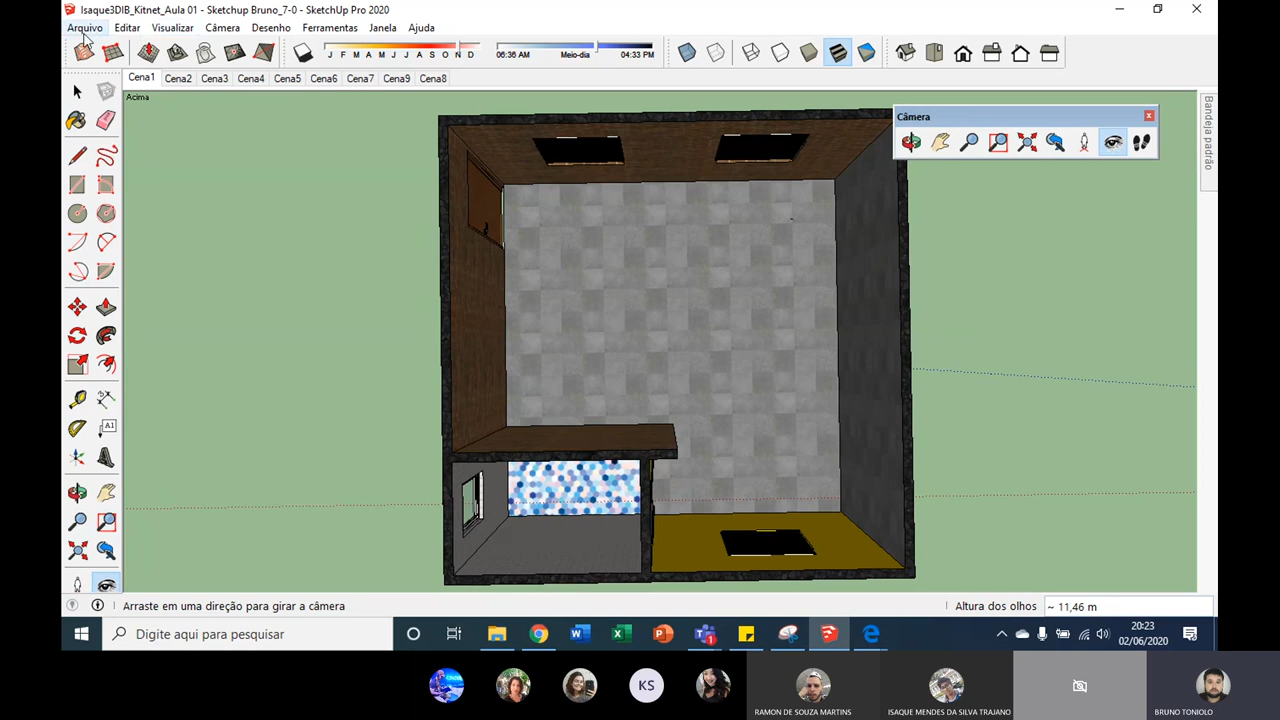 Isaque3DIB_Kitnet_Aula 01 - Sketchup Bruno_7-0 - SketchUp Pro 2020
Arquivo Editar Visualizar Câmera Desenho Ferramentas Janela Ajuda
J F M A M J J A S O N D 06:36 AM Meio-dia 04:33 PM
Cena1 Cena2 Cena3 Cena4 Cena5 Cena6 Cena7 Cena9 Cena8
Acima
Câmera
Bandeja padrão
A1
Arraste em uma direção para girar a câmera
Altura dos olhos ~ 11,46 m
Digite aqui para pesquisar
20:23
02/06/2020
KS
RAMON DE SOUZA MARTINS ISAQUE MENDES DA SILVA TRAJANO BRUNO TONIOLO